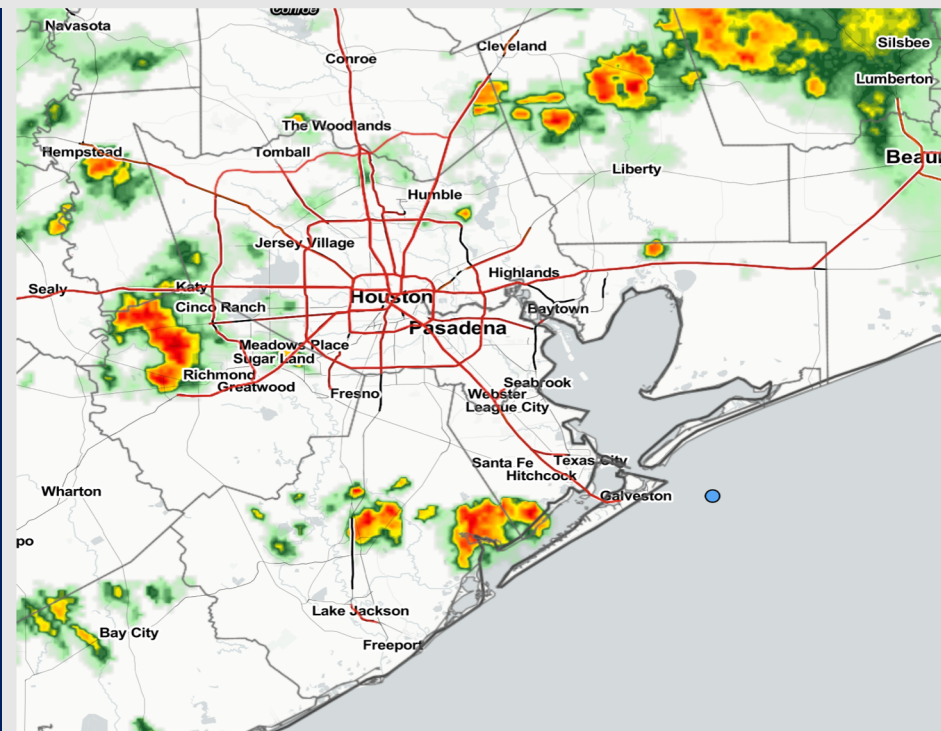 Conroe
Navasota
Cleveland
Silsbee
Conroe
Lumberton
The Woodlands
Hempstead
Tomball
Beau
Liberty
Humble
Jersey Village
Highlands
Sealy
Katy
Houston
Cinco Ranch
Baytown
Pasadena
Meadows Place
Sugar Land
Richmond
Greatwood
Seabrook
Fresno
Webster
League City
Santa Fe
Texas City
Hitchcock
Wharton
Galveston
po
Lake Jackson
Bay City
Freeport